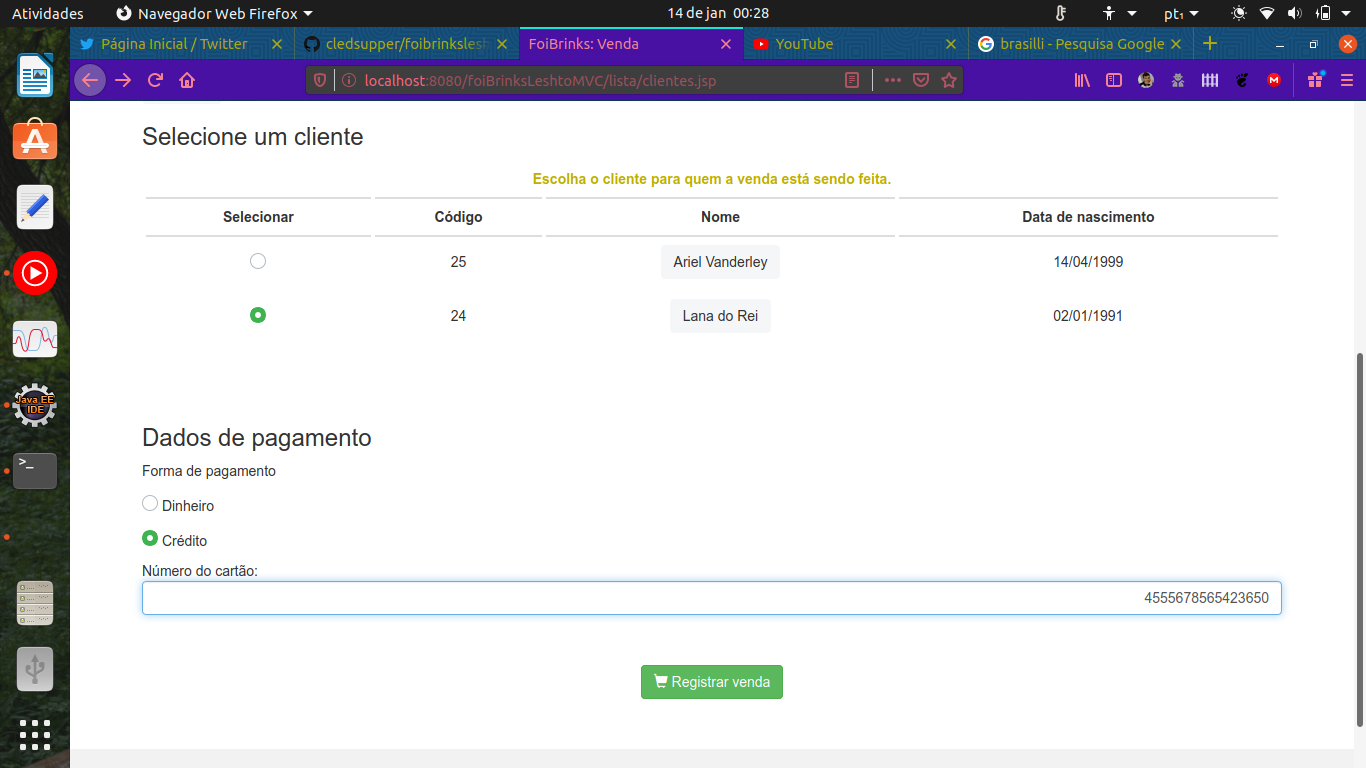 Atividades Navegador Web Firefox 14 de jan 00:28 pt₁
Página Inicial / Twitter cledsupper/foibrinkslesh FoiBrinks: Venda YouTube brasilli - Pesquisa Google
localhost:8080/foiBrinksLeshtoMVC/lista/clientes.jsp
Selecione um cliente
Escolha o cliente para quem a venda está sendo feita.
Selecionar Código Nome Data de nascimento
25 Ariel Vanderley 14/04/1999
24 Lana do Rei 02/01/1991
Java EE
IDE
Dados de pagamento
Forma de pagamento
>_
Dinheiro
Crédito
Número do cartão:
4555678565423650
Registrar venda